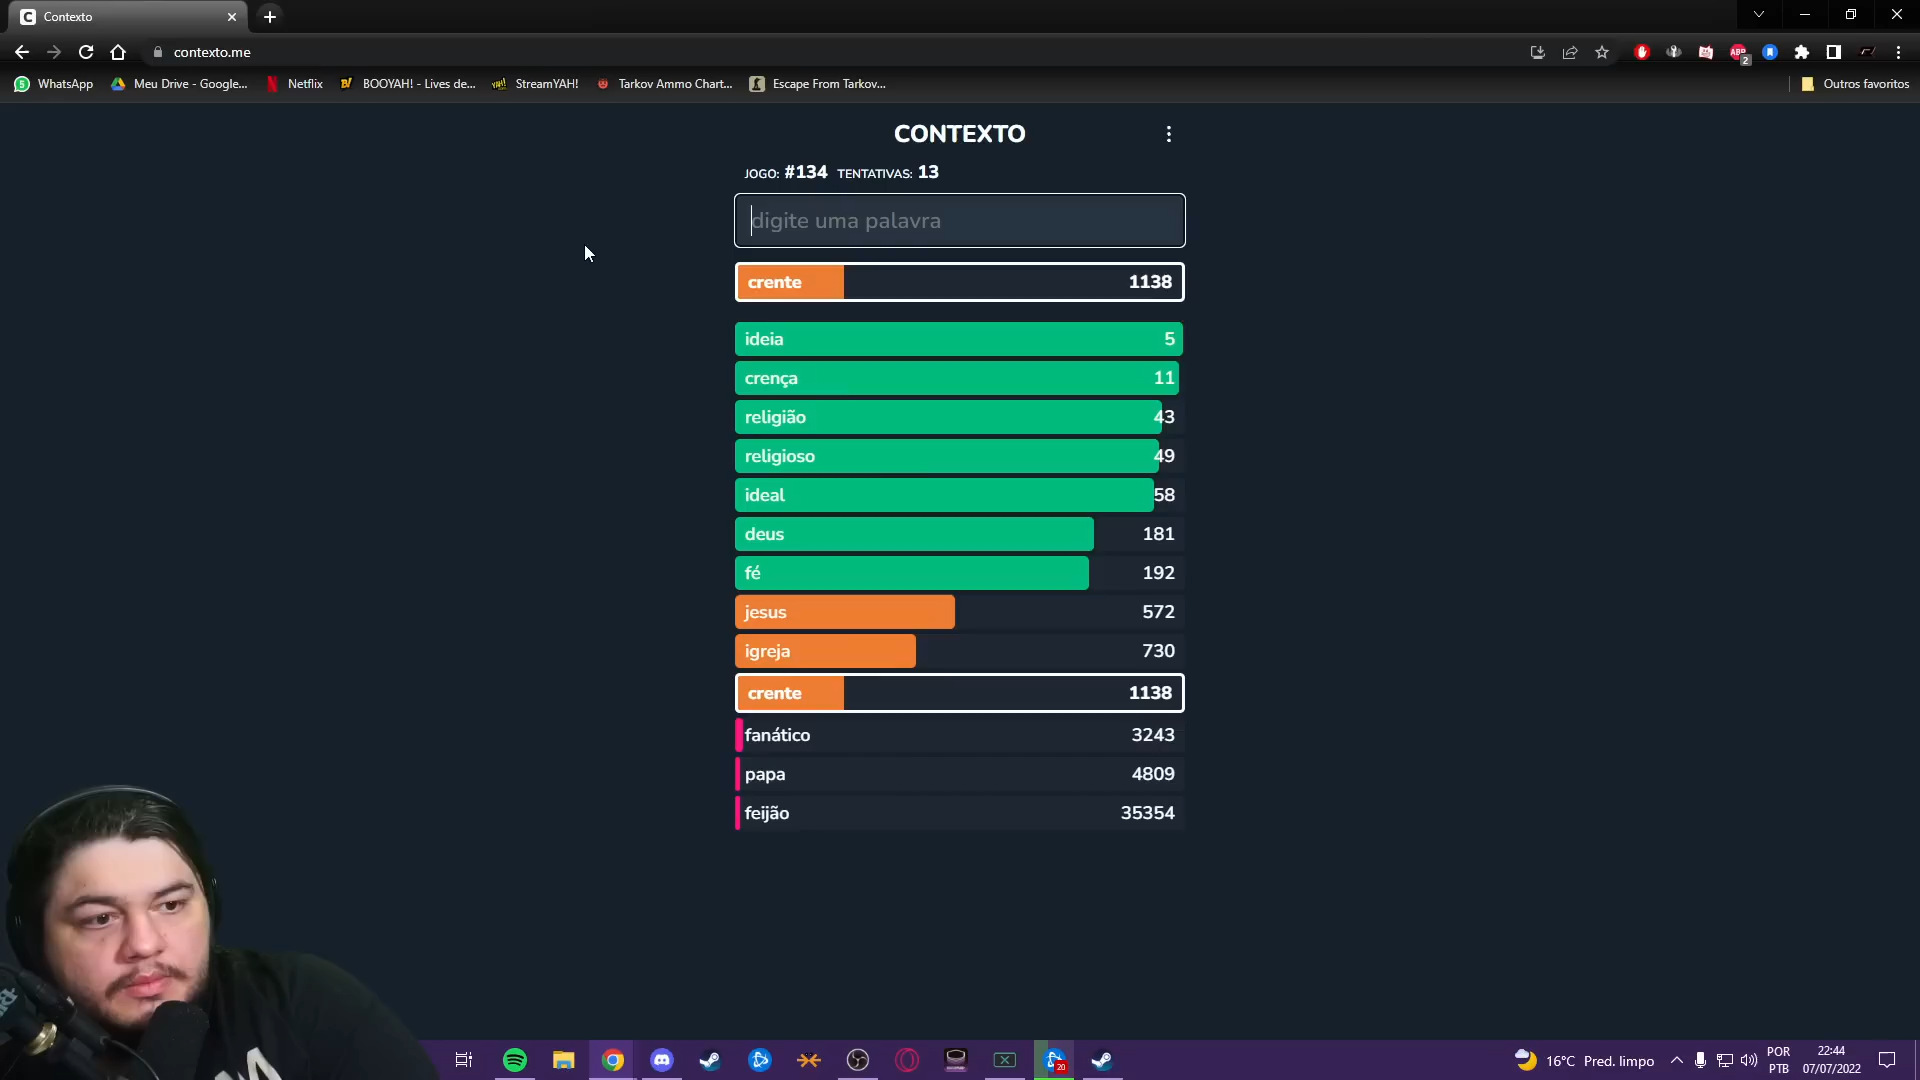 Contexto
contexto.me
WhatsApp
Meu Drive - Google...
Netflix
BOOYAH! - Lives de...
StreamYAH!
Tarkov Ammo Chart...
Escape From Tarkov...
Outros favoritos
CONTEXTO
JOGO: #134 TENTATIVAS: 13
digite uma palavra
crente 1138
ideia 5
crença 11
religião 43
religioso 49
ideal 58
deus 181
fé 192
jesus 572
igreja 730
crente 1138
fanático 3243
papa 4809
feijão 35354
16°C Pred. limpo
POR
PTB
22:44
07/07/2022